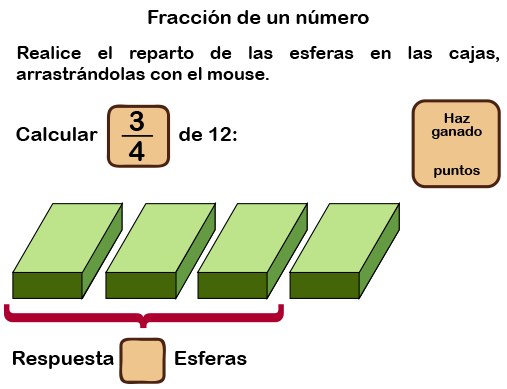 Fracción de un número
Realice el reparto de las esferas en las cajas,
arrastrándolas con el mouse.
Calcular 3/4 de 12:
Haz
ganado
puntos
Respuesta Esferas